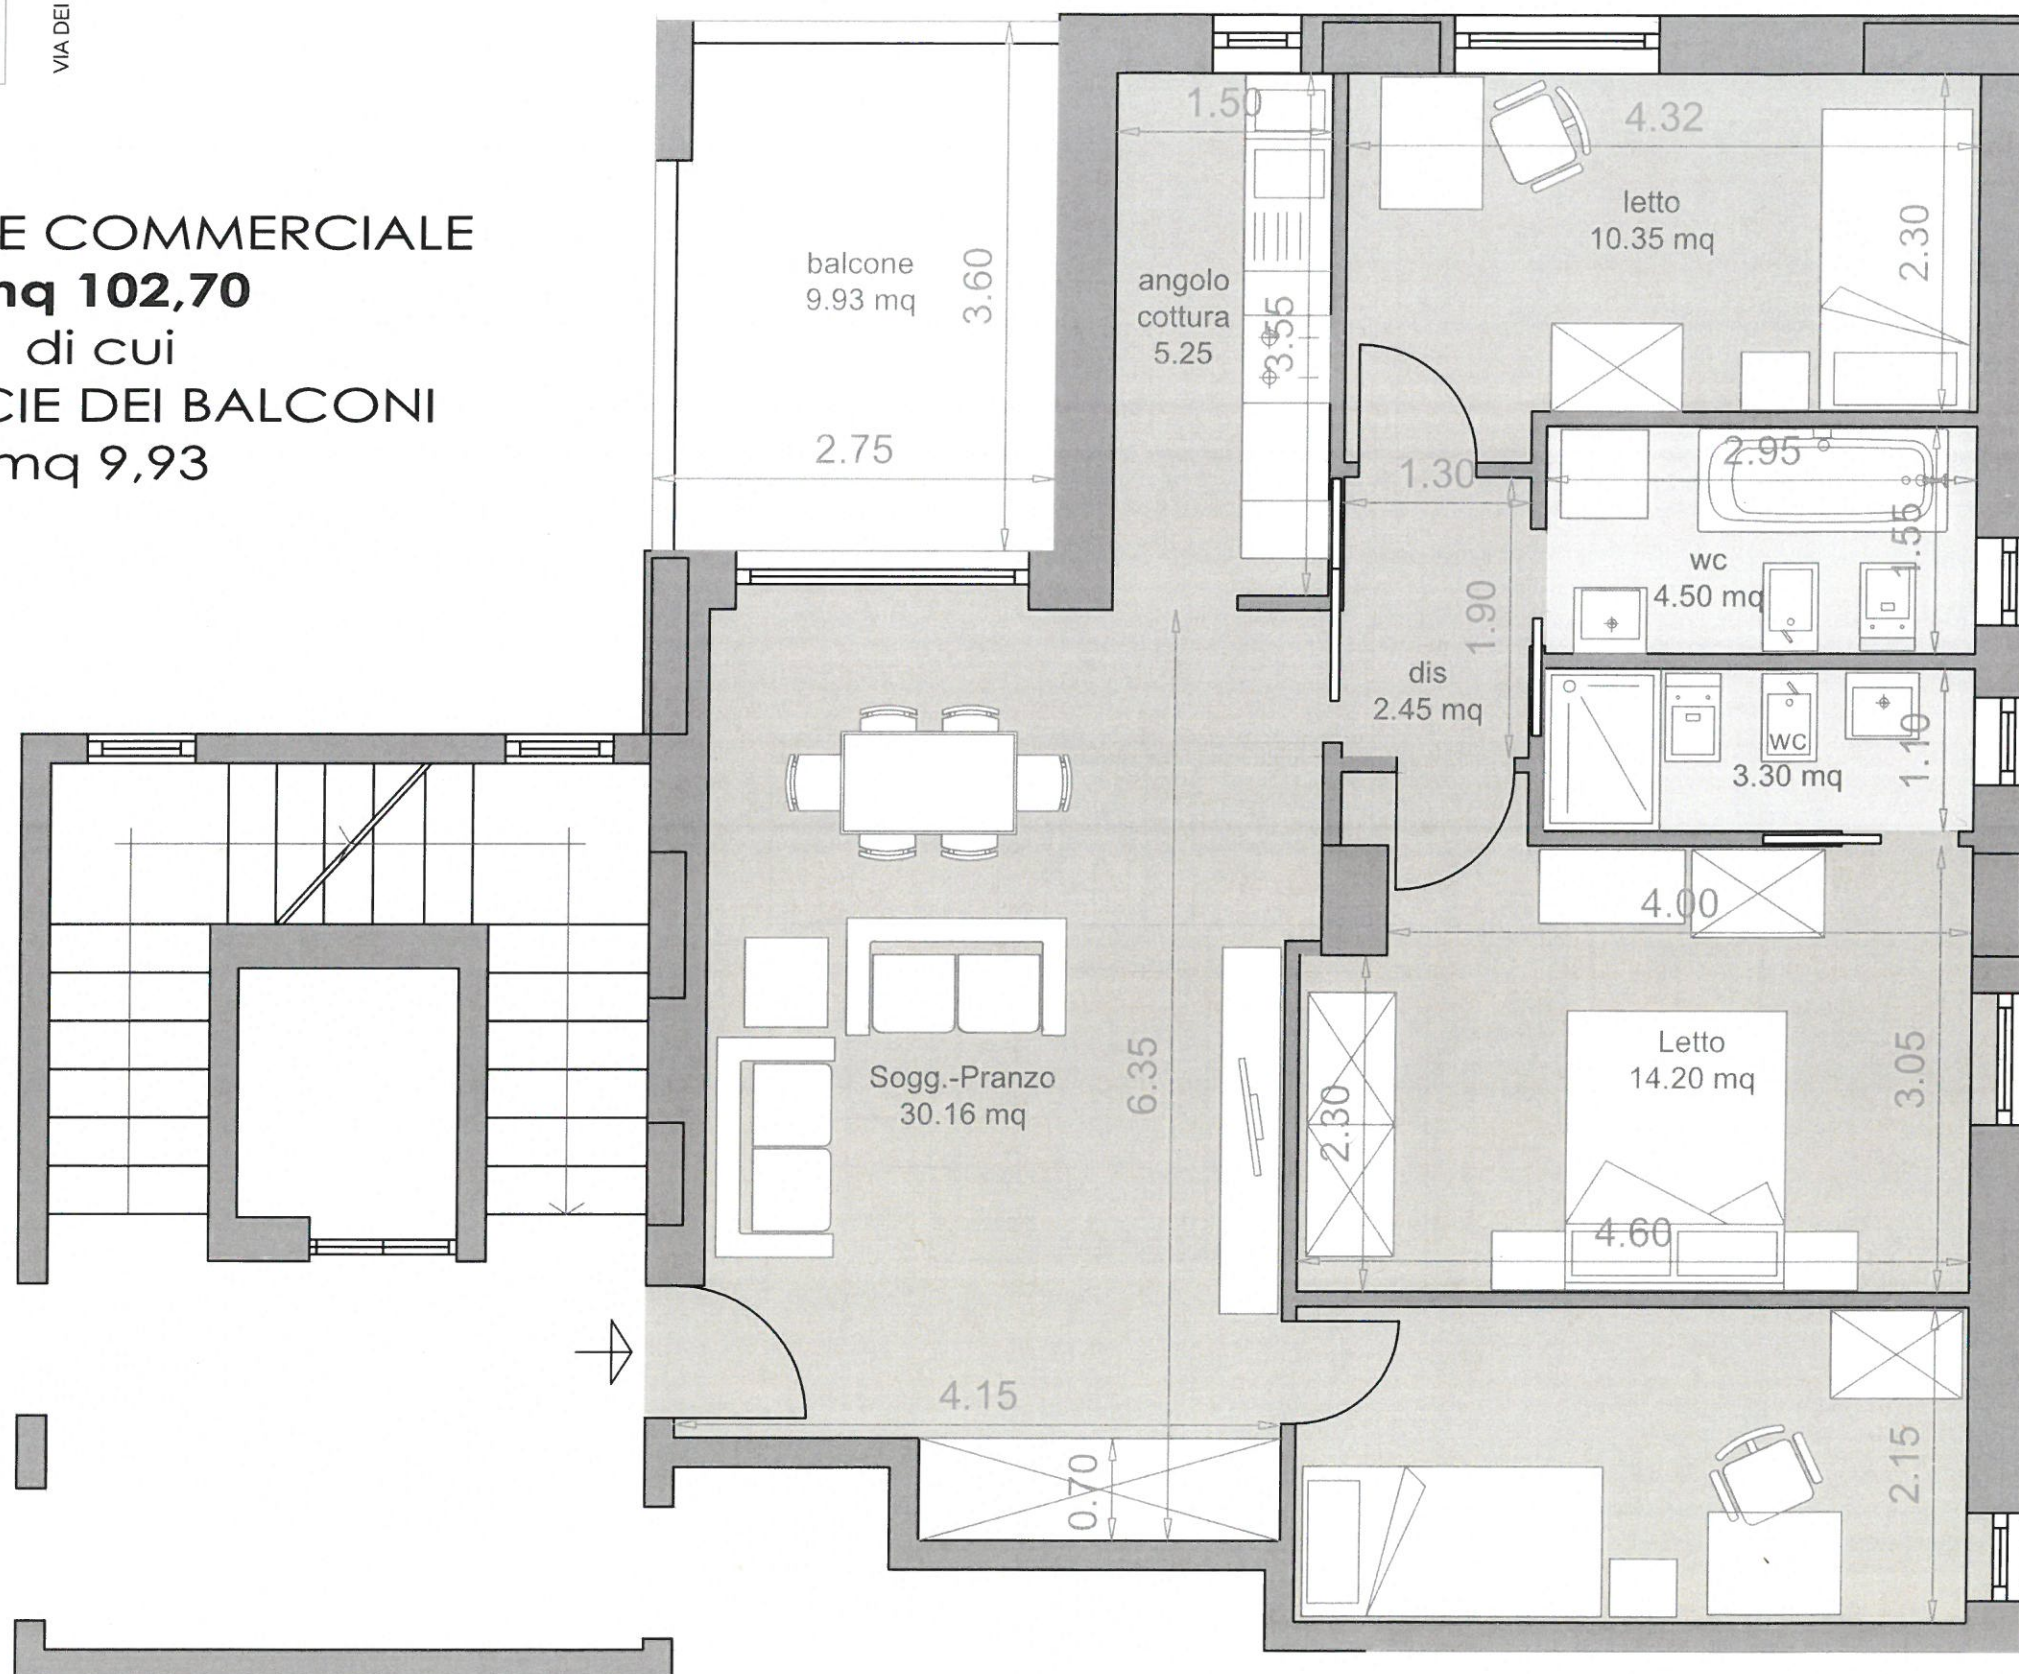 VIA DEI
E COMMERCIALE
mq 102,70
di cui
CIE DEI BALCONI
mq 9,93
balcone
9.93 mq
3.60
2.75
1.50
angolo
cottura
5.25
3.55
4.32
letto
10.35 mq
2.30
1.30
1.90
dis
2.45 mq
2.95
1.55
wc
4.50 mq
wc
3.30 mq
1.10
4.00
Letto
14.20 mq
3.05
2.30
4.60
Sogg.-Pranzo
30.16 mq
6.35
4.15
0.70
2.15